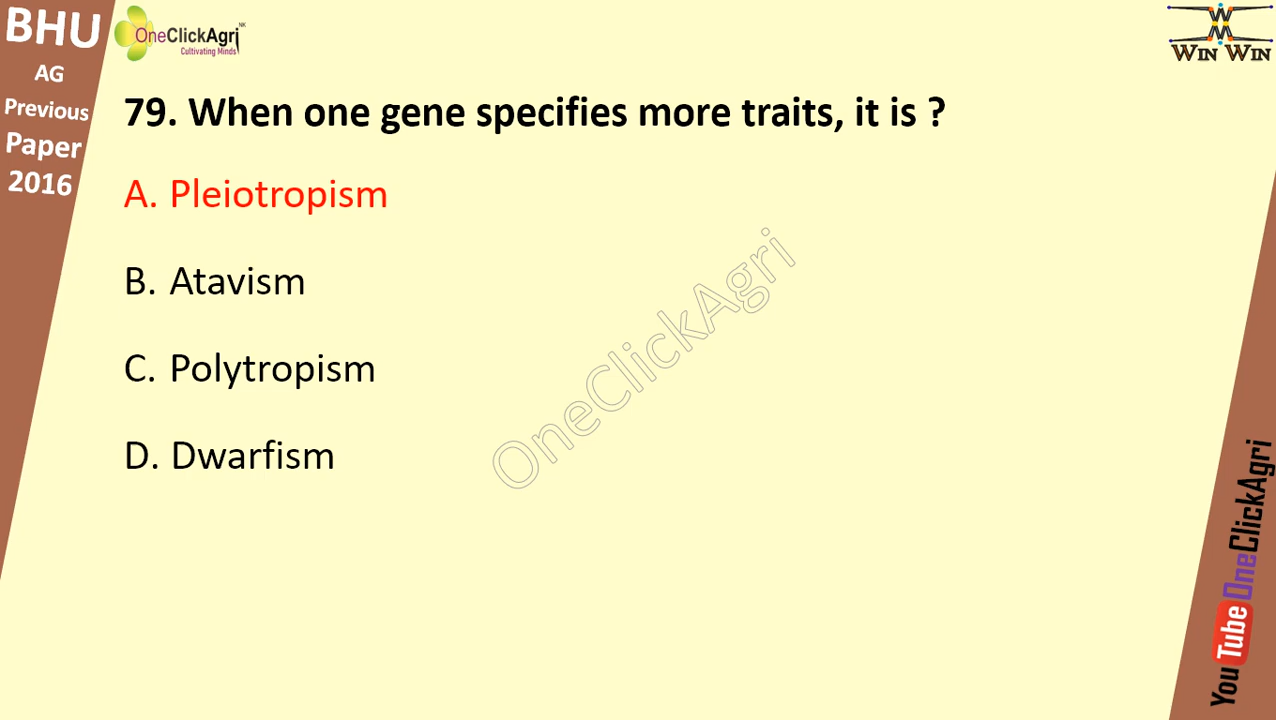 BHU
AG
Previous
Paper
2016
OneClickAgri NK
Cultivating Minds
WIN WIN
79. When one gene specifies more traits, it is ?
A. Pleiotropism
B. Atavism
C. Polytropism
D. Dwarfism
OneClickAgri
YouTube OneClickAgri